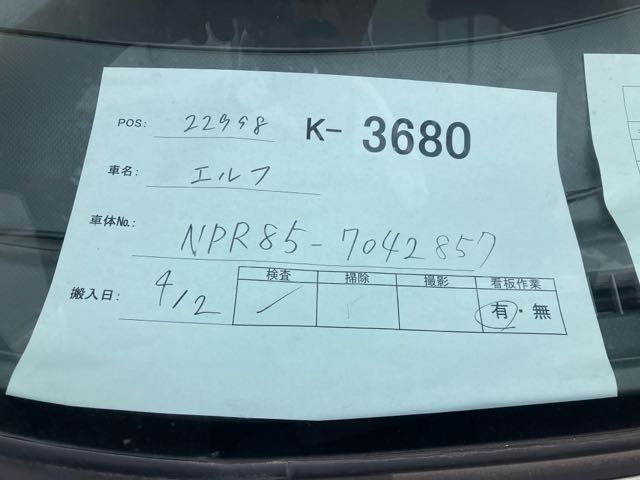 POS: 22998 K- 3680
車名: エルフ
車体No.: NPR85-7042857
搬入日: 4/2
検査 掃除 撮影 看板作業
有・無